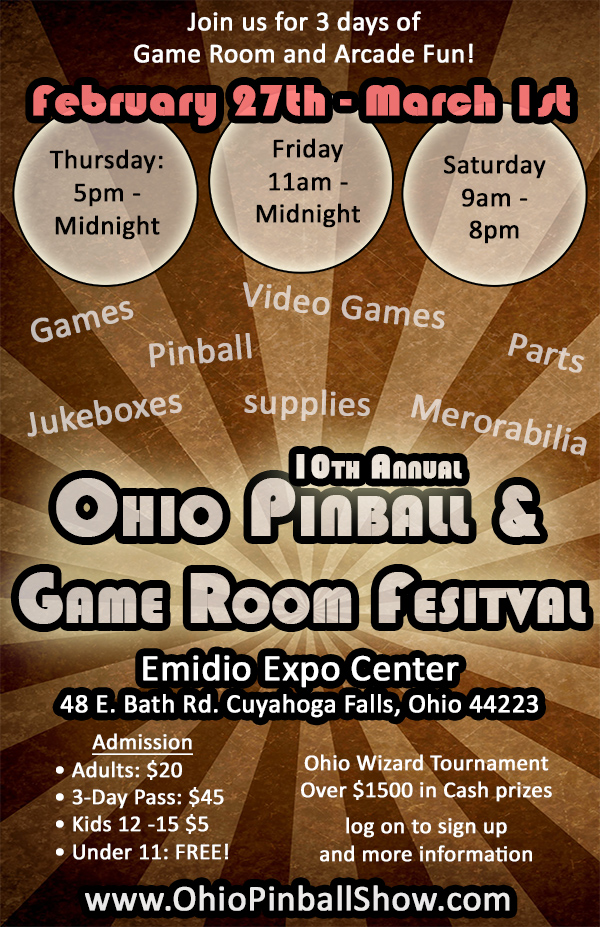 Join us for 3 days of
Game Room and Arcade Fun!
February 27th - March 1st
Thursday:
5pm -
Midnight
Friday
11am -
Midnight
Saturday
9am -
8pm
Games
Video Games
Pinball
Parts
Jukeboxes
supplies
Merorabilia
10th Annual
Ohio Pinball &
Game Room Fesitval
Emidio Expo Center
48 E. Bath Rd. Cuyahoga Falls, Ohio 44223
Admission
• Adults: $20
• 3-Day Pass: $45
• Kids 12 -15 $5
• Under 11: FREE!
Ohio Wizard Tournament
Over $1500 in Cash prizes
log on to sign up
and more information
www.OhioPinballShow.com